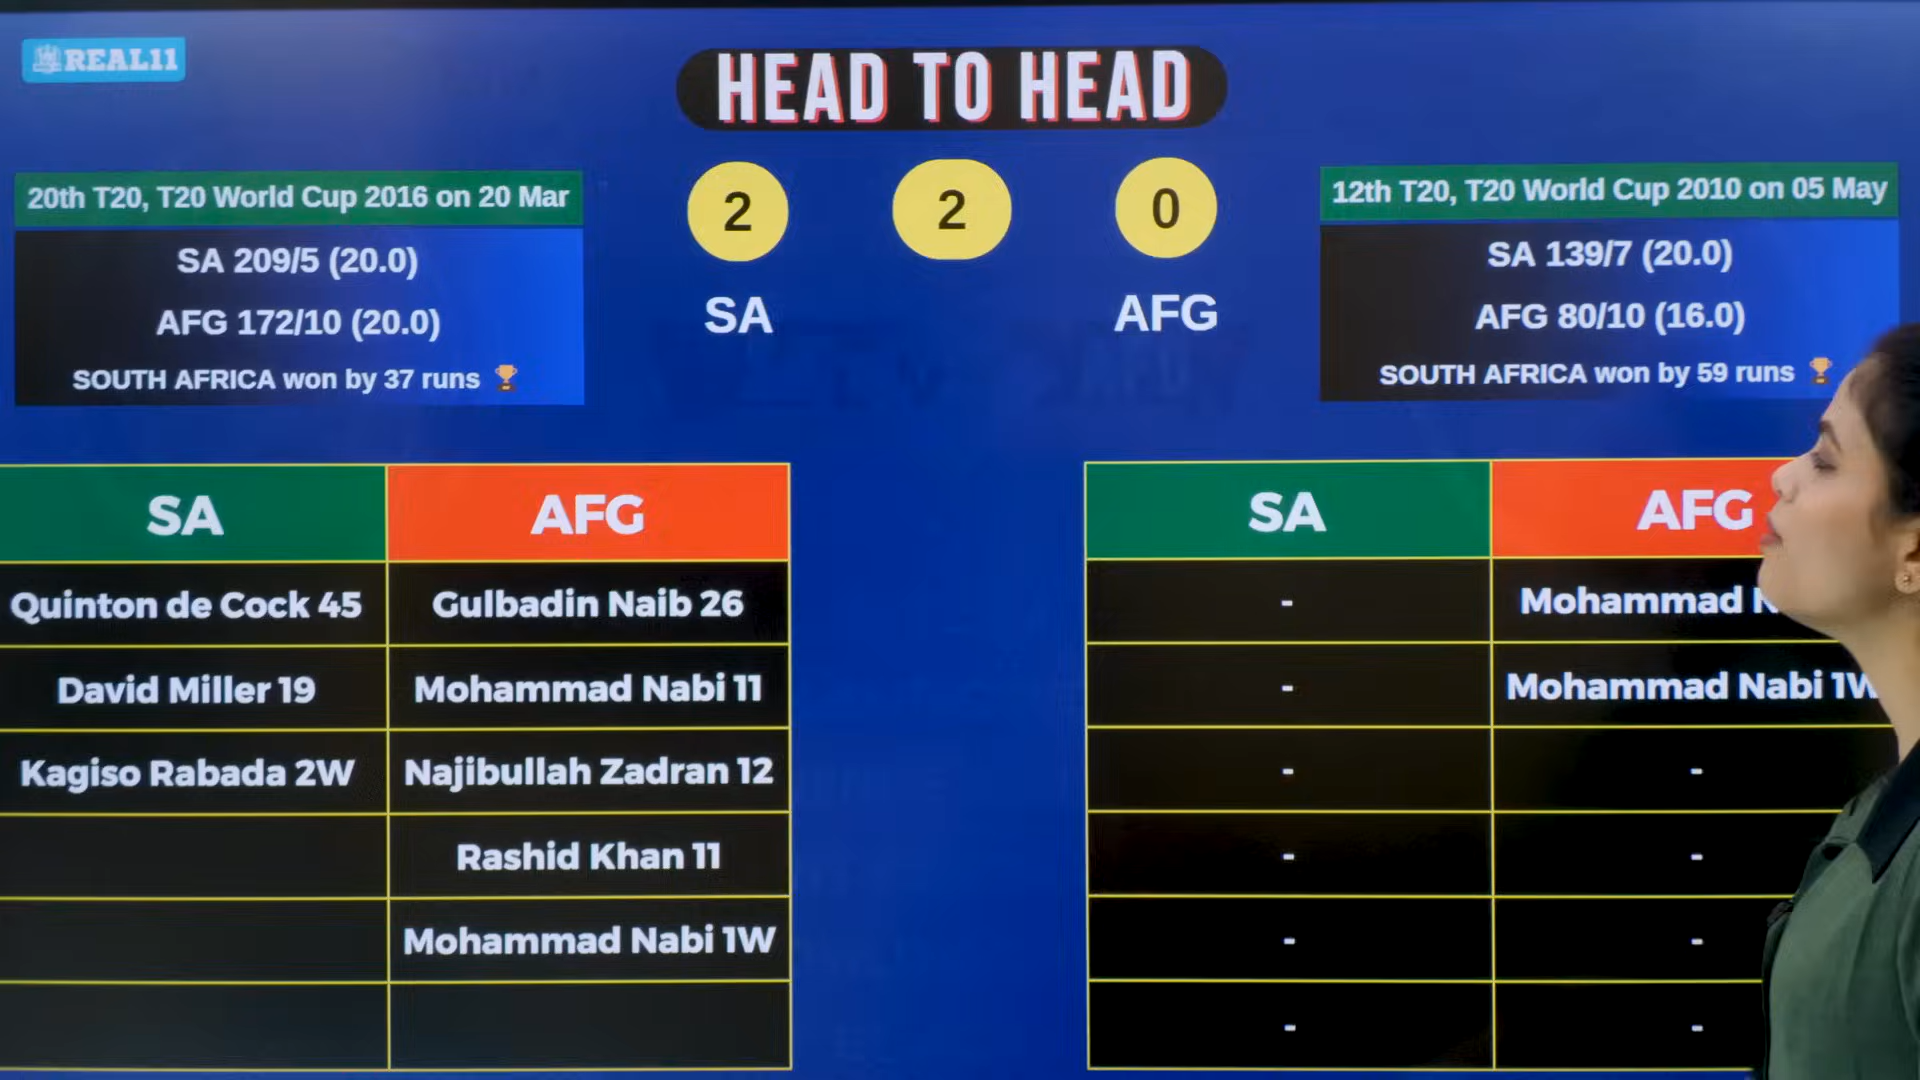 REAL11
HEAD TO HEAD
20th T20, T20 World Cup 2016 on 20 Mar
SA 209/5 (20.0)
AFG 172/10 (20.0)
SOUTH AFRICA won by 37 runs
2
2
0
SA
AFG
12th T20, T20 World Cup 2010 on 05 May
SA 139/7 (20.0)
AFG 80/10 (16.0)
SOUTH AFRICA won by 59 runs
SA
AFG
Quinton de Cock 45
Gulbadin Naib 26
David Miller 19
Mohammad Nabi 11
Kagiso Rabada 2W
Najibullah Zadran 12
Rashid Khan 11
Mohammad Nabi 1W
SA
AFG
-
Mohammad
-
Mohammad Nabi 1W
-
-
-
-
-
-
-
-